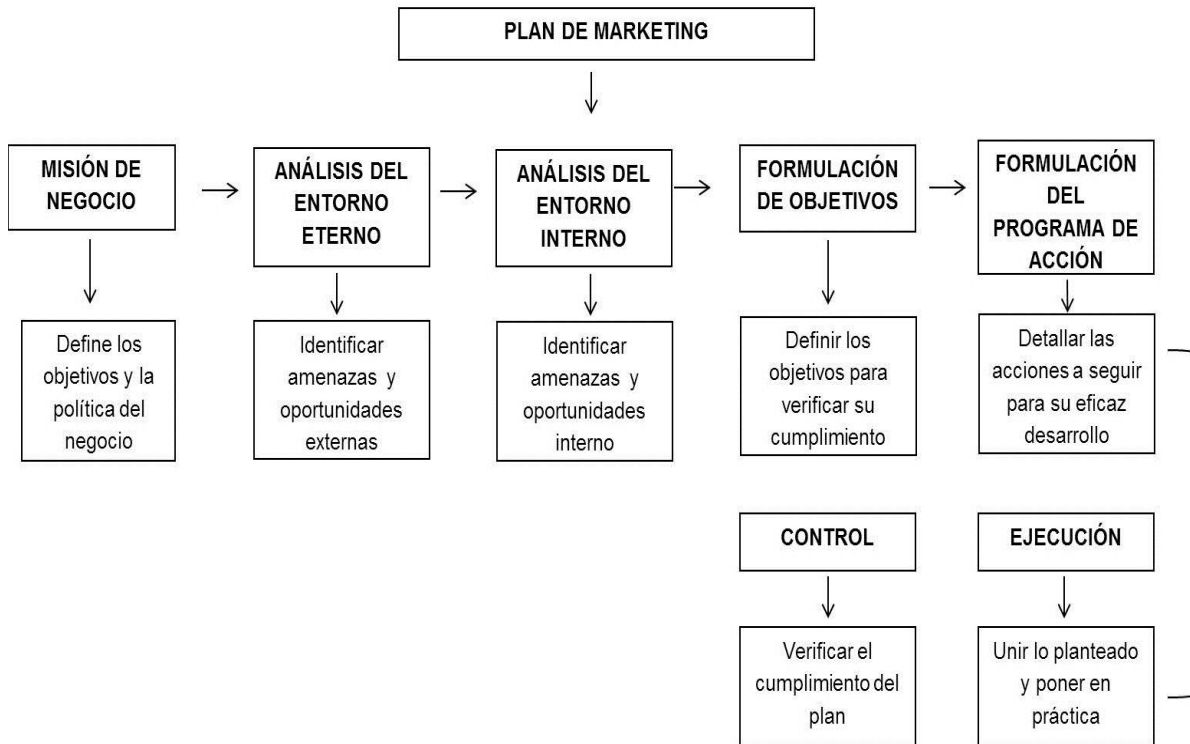 PLAN DE MARKETING
MISIÓN DE
NEGOCIO
ANÁLISIS DEL
ENTORNO
ETERNO
ANÁLISIS DEL
ENTORNO
INTERNO
FORMULACIÓN
DE OBJETIVOS
FORMULACIÓN
DEL
PROGRAMA DE
ACCIÓN
Define los
objetivos y la
política del
negocio
Identificar
amenazas y
oportunidades
externas
Identificar
amenazas y
oportunidades
interno
Definir los
objetivos para
verificar su
cumplimiento
Detallar las
acciones a seguir
para su eficaz
desarrollo
CONTROL
EJECUCIÓN
Verificar el
cumplimiento del
plan
Unir lo planteado
y poner en
práctica